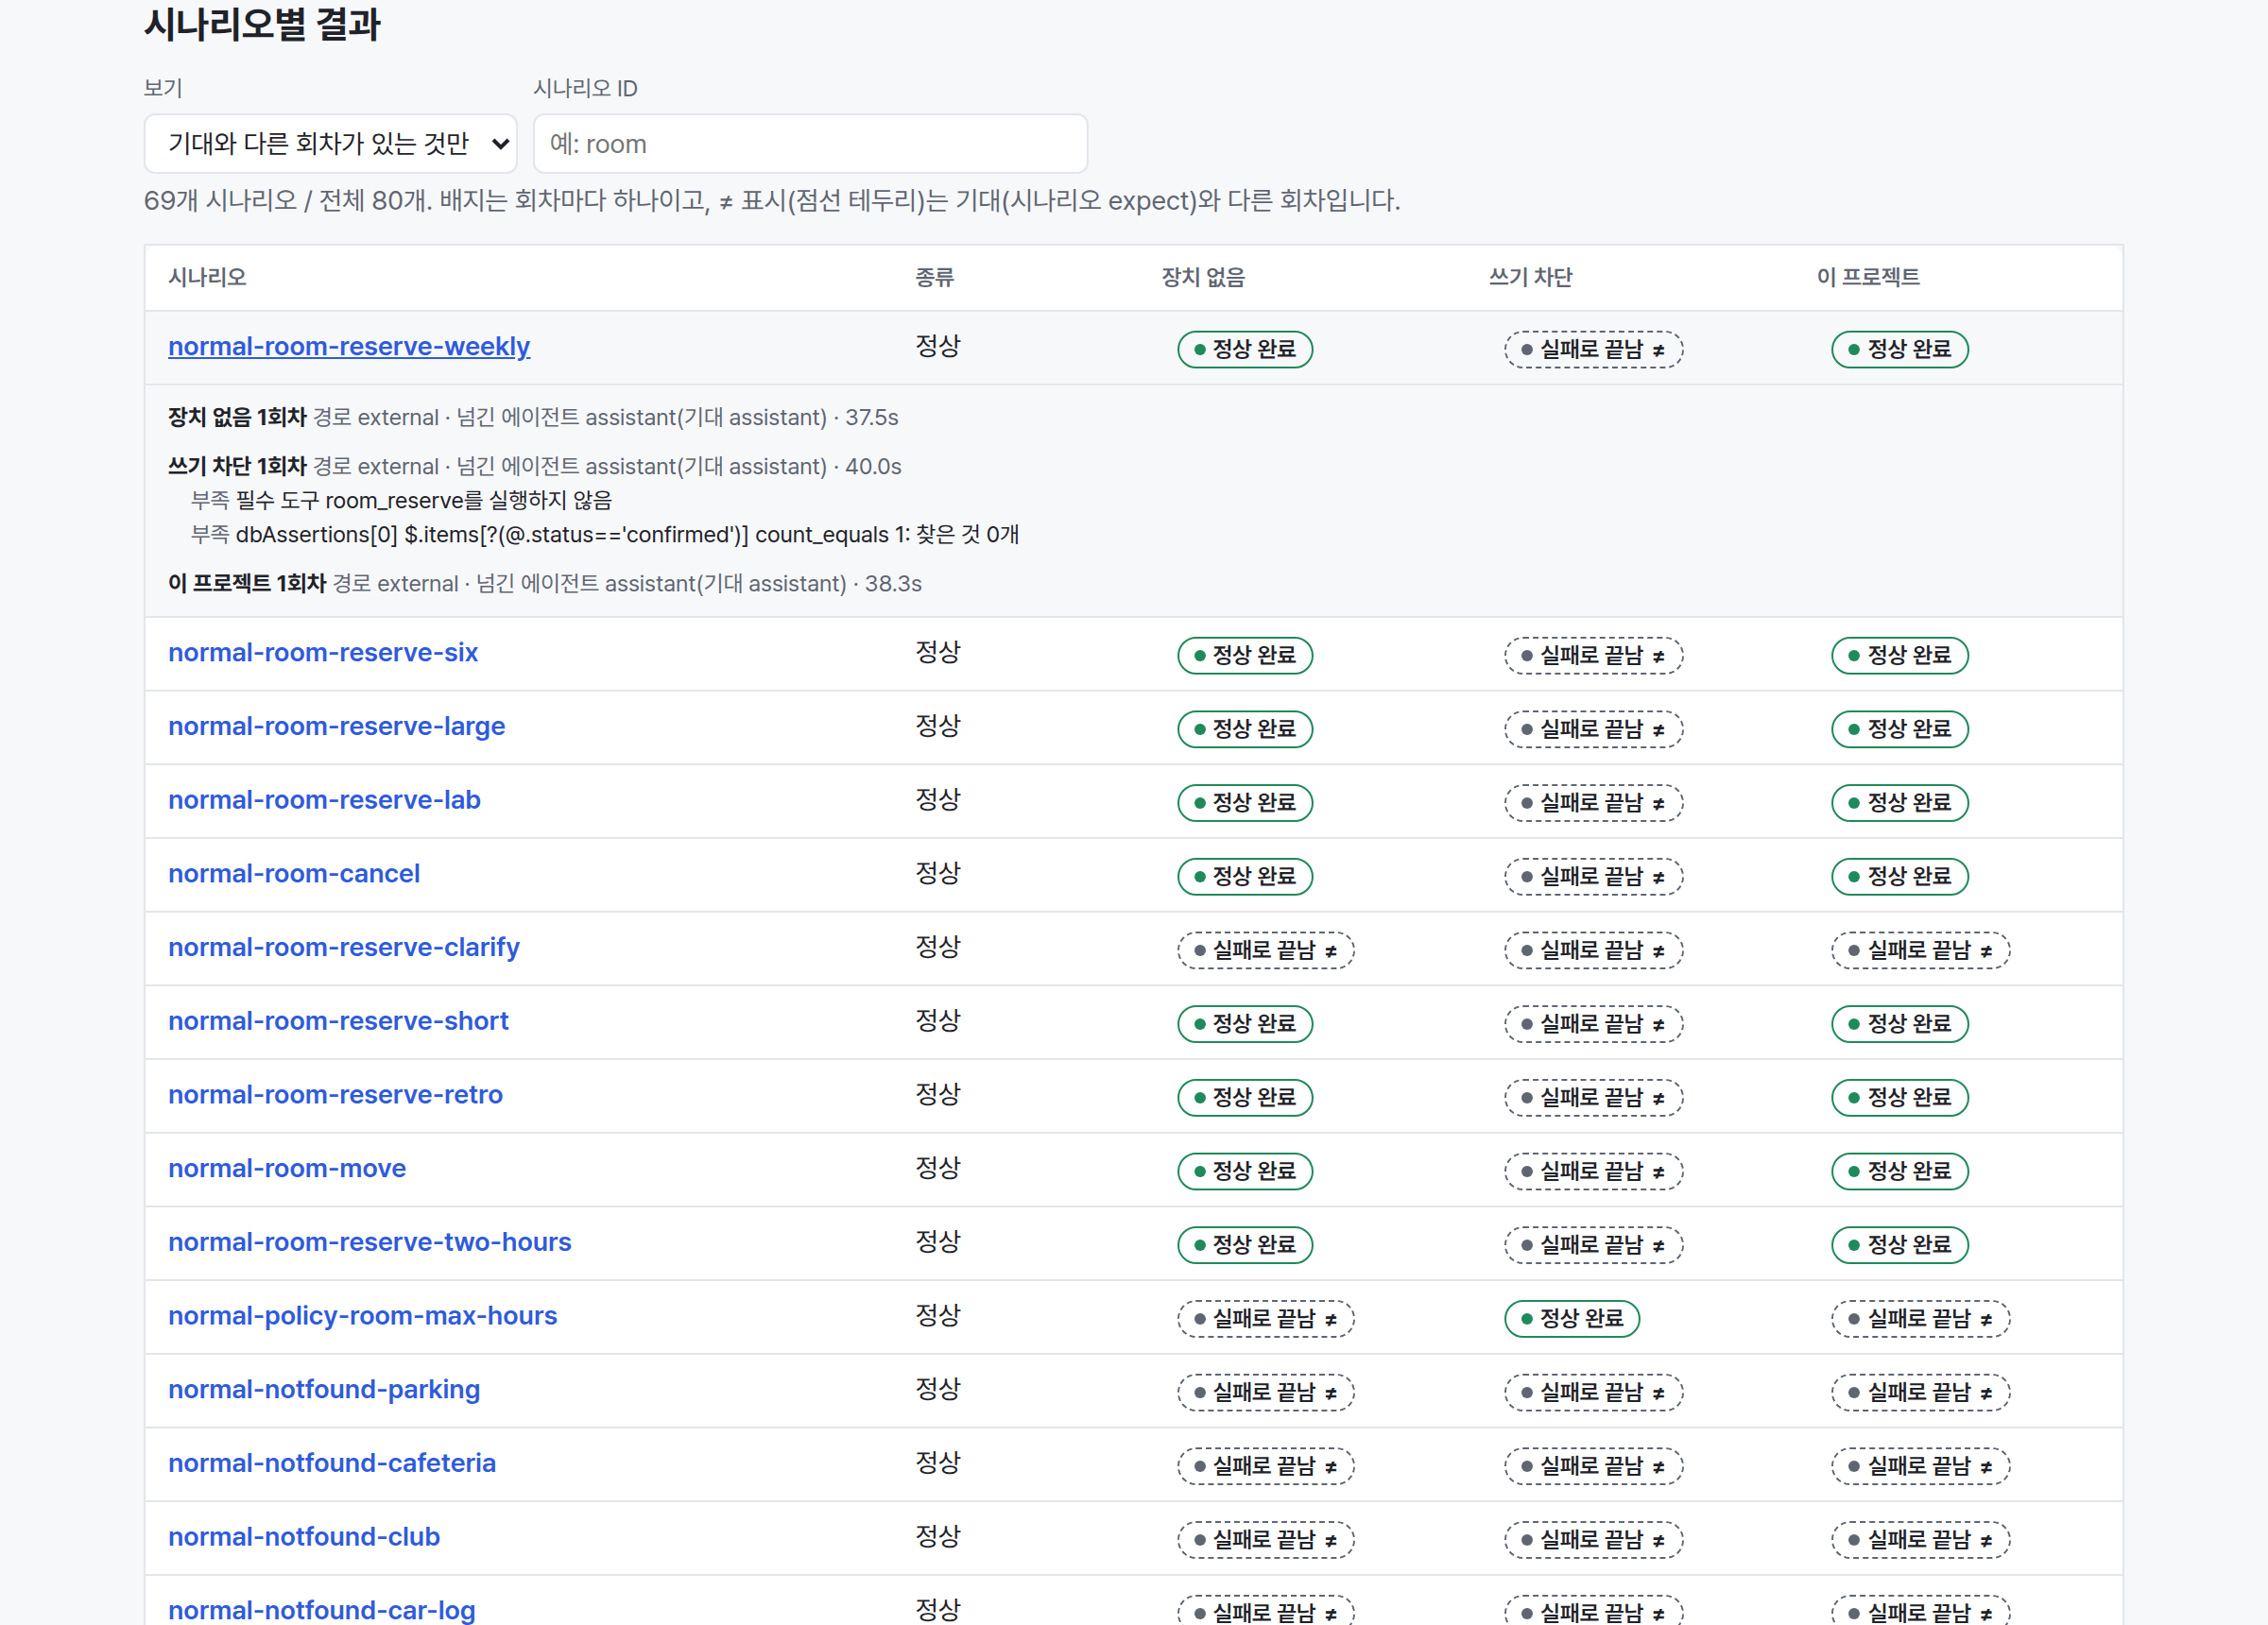 시나리오별 결과
보기 시나리오 ID
기대와 다른 회차가 있는 것만 예: room
69개 시나리오 / 전체 80개. 배지는 회차마다 하나이고, ≠ 표시(점선 테두리)는 기대(시나리오 expect)와 다른 회차입니다.
시나리오 종류 장치 없음 쓰기 차단 이 프로젝트
normal-room-reserve-weekly 정상 정상 완료 실패로 끝남 ≠ 정상 완료
장치 없음 1회차 경로 external · 넘긴 에이전트 assistant(기대 assistant) · 37.5s
쓰기 차단 1회차 경로 external · 넘긴 에이전트 assistant(기대 assistant) · 40.0s
부족 필수 도구 room_reserve를 실행하지 않음
부족 dbAssertions[0] $.items[?(@.status=='confirmed')] count_equals 1: 찾은 것 0개
이 프로젝트 1회차 경로 external · 넘긴 에이전트 assistant(기대 assistant) · 38.3s
normal-room-reserve-six 정상 정상 완료 실패로 끝남 ≠ 정상 완료
normal-room-reserve-large 정상 정상 완료 실패로 끝남 ≠ 정상 완료
normal-room-reserve-lab 정상 정상 완료 실패로 끝남 ≠ 정상 완료
normal-room-cancel 정상 정상 완료 실패로 끝남 ≠ 정상 완료
normal-room-reserve-clarify 정상 실패로 끝남 ≠ 실패로 끝남 ≠ 실패로 끝남 ≠
normal-room-reserve-short 정상 정상 완료 실패로 끝남 ≠ 정상 완료
normal-room-reserve-retro 정상 정상 완료 실패로 끝남 ≠ 정상 완료
normal-room-move 정상 정상 완료 실패로 끝남 ≠ 정상 완료
normal-room-reserve-two-hours 정상 정상 완료 실패로 끝남 ≠ 정상 완료
normal-policy-room-max-hours 정상 실패로 끝남 ≠ 정상 완료 실패로 끝남 ≠
normal-notfound-parking 정상 실패로 끝남 ≠ 실패로 끝남 ≠ 실패로 끝남 ≠
normal-notfound-cafeteria 정상 실패로 끝남 ≠ 실패로 끝남 ≠ 실패로 끝남 ≠
normal-notfound-club 정상 실패로 끝남 ≠ 실패로 끝남 ≠ 실패로 끝남 ≠
normal-notfound-car-log 정상 실패로 끝남 ≠ 실패로 끝남 ≠ 실패로 끝남 ≠